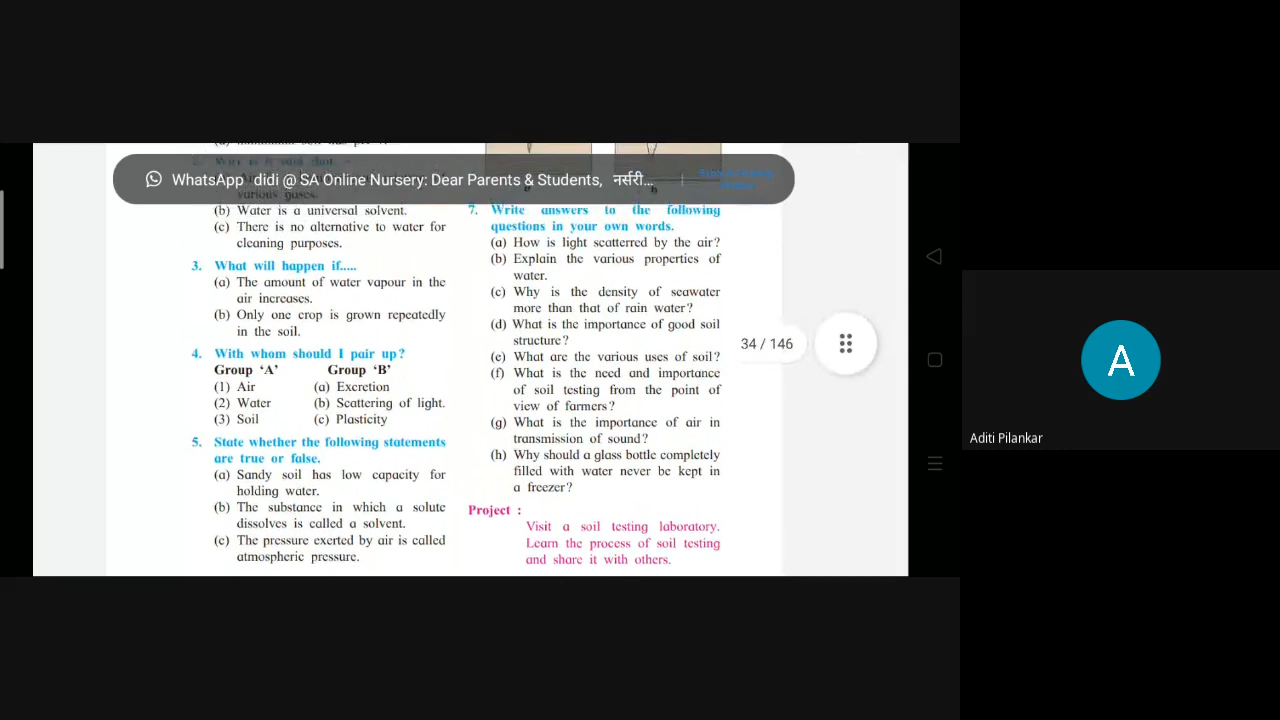 WhatsApp didi @ SA Online Nursery: Dear Parents & Students, नर्सरी...
various gases.
(b) Water is a universal solvent.
(c) There is no alternative to water for
cleaning purposes.
3. What will happen if.....
(a) The amount of water vapour in the
air increases.
(b) Only one crop is grown repeatedly
in the soil.
4. With whom should I pair up?
Group ‘A’ Group ‘B’
(1) Air (a) Excretion
(2) Water (b) Scattering of light.
(3) Soil (c) Plasticity
5. State whether the following statements
are true or false.
(a) Sandy soil has low capacity for
holding water.
(b) The substance in which a solute
dissolves is called a solvent.
(c) The pressure exerted by air is called
atmospheric pressure.
7. Write answers to the following
questions in your own words.
(a) How is light scatterred by the air?
(b) Explain the various properties of
water.
(c) Why is the density of seawater
more than that of rain water?
(d) What is the importance of good soil
structure?
(e) What are the various uses of soil?
(f) What is the need and importance
of soil testing from the point of
view of farmers?
(g) What is the importance of air in
transmission of sound?
(h) Why should a glass bottle completely
filled with water never be kept in
a freezer?
Project :
Visit a soil testing laboratory.
Learn the process of soil testing
and share it with others.
34 / 146
A
Aditi Pilankar